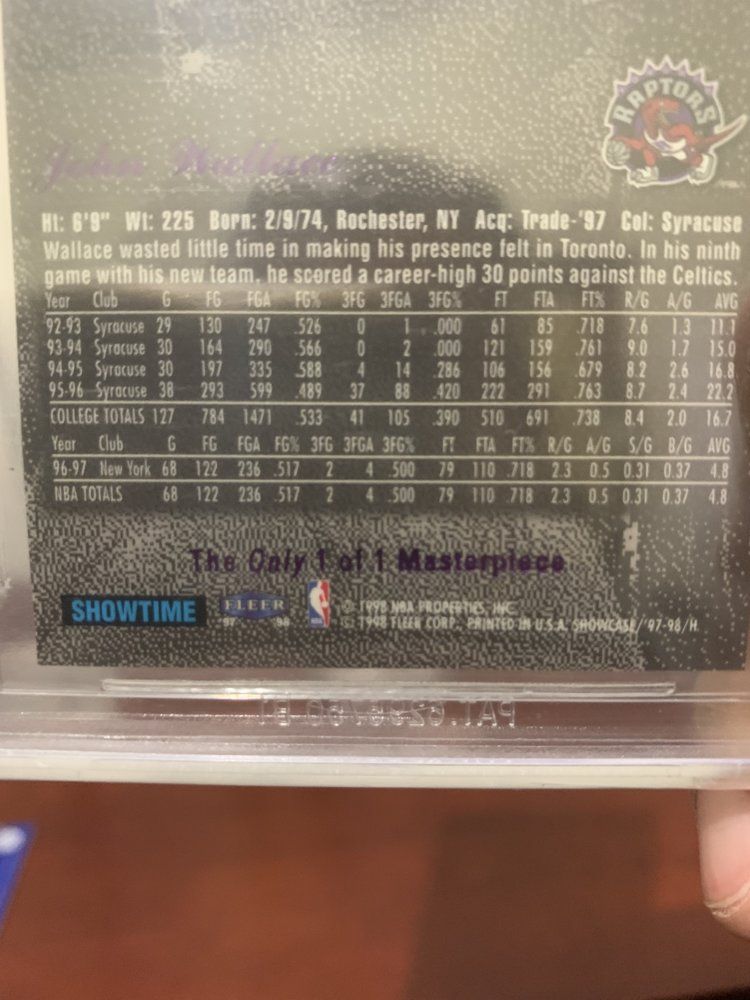 RAPTORS
John Wallace
Ht: 6'9" Wt: 225 Born: 2/9/74, Rochester, NY Acq: Trade-'97 Col: Syracuse
Wallace wasted little time in making his presence felt in Toronto. In his ninth
game with his new team, he scored a career-high 30 points against the Celtics.
Year Club G FG FGA FG% 3FG 3FGA 3FG% FT FTA FT% R/G A/G AVG
92-93 Syracuse 29 130 247 .526 0 1 .000 61 85 .718 7.6 1.3 11.1
93-94 Syracuse 30 164 290 .566 0 2 .000 121 159 .761 9.0 1.7 15.0
94-95 Syracuse 30 197 335 .588 4 14 .286 106 156 .679 8.2 2.6 16.8
95-96 Syracuse 38 293 599 .489 37 88 .420 222 291 .763 8.7 2.4 22.2
COLLEGE TOTALS 127 784 1471 .533 41 105 .390 510 691 .738 8.4 2.0 16.7
Year Club G FG FGA FG% 3FG 3FGA 3FG% FT FTA FT% R/G A/G S/G B/G AVG
96-97 New York 68 122 236 .517 2 4 .500 79 110 .718 2.3 0.5 0.31 0.37 4.8
NBA TOTALS 68 122 236 .517 2 4 .500 79 110 .718 2.3 0.5 0.31 0.37 4.8
The Only 1 of 1 Masterpiece
SHOWTIME
FLEER
97 98
NBA
© 1998 NBA PROPERTIES, INC.
© 1998 FLEER CORP. PRINTED IN U.S.A. SHOWCASE/'97-98/H
PAT.